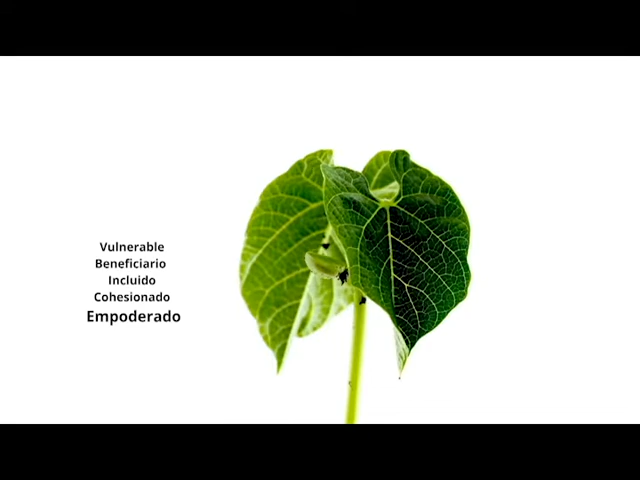 Vulnerable
Beneficiario
Incluido
Cohesionado
Empoderado